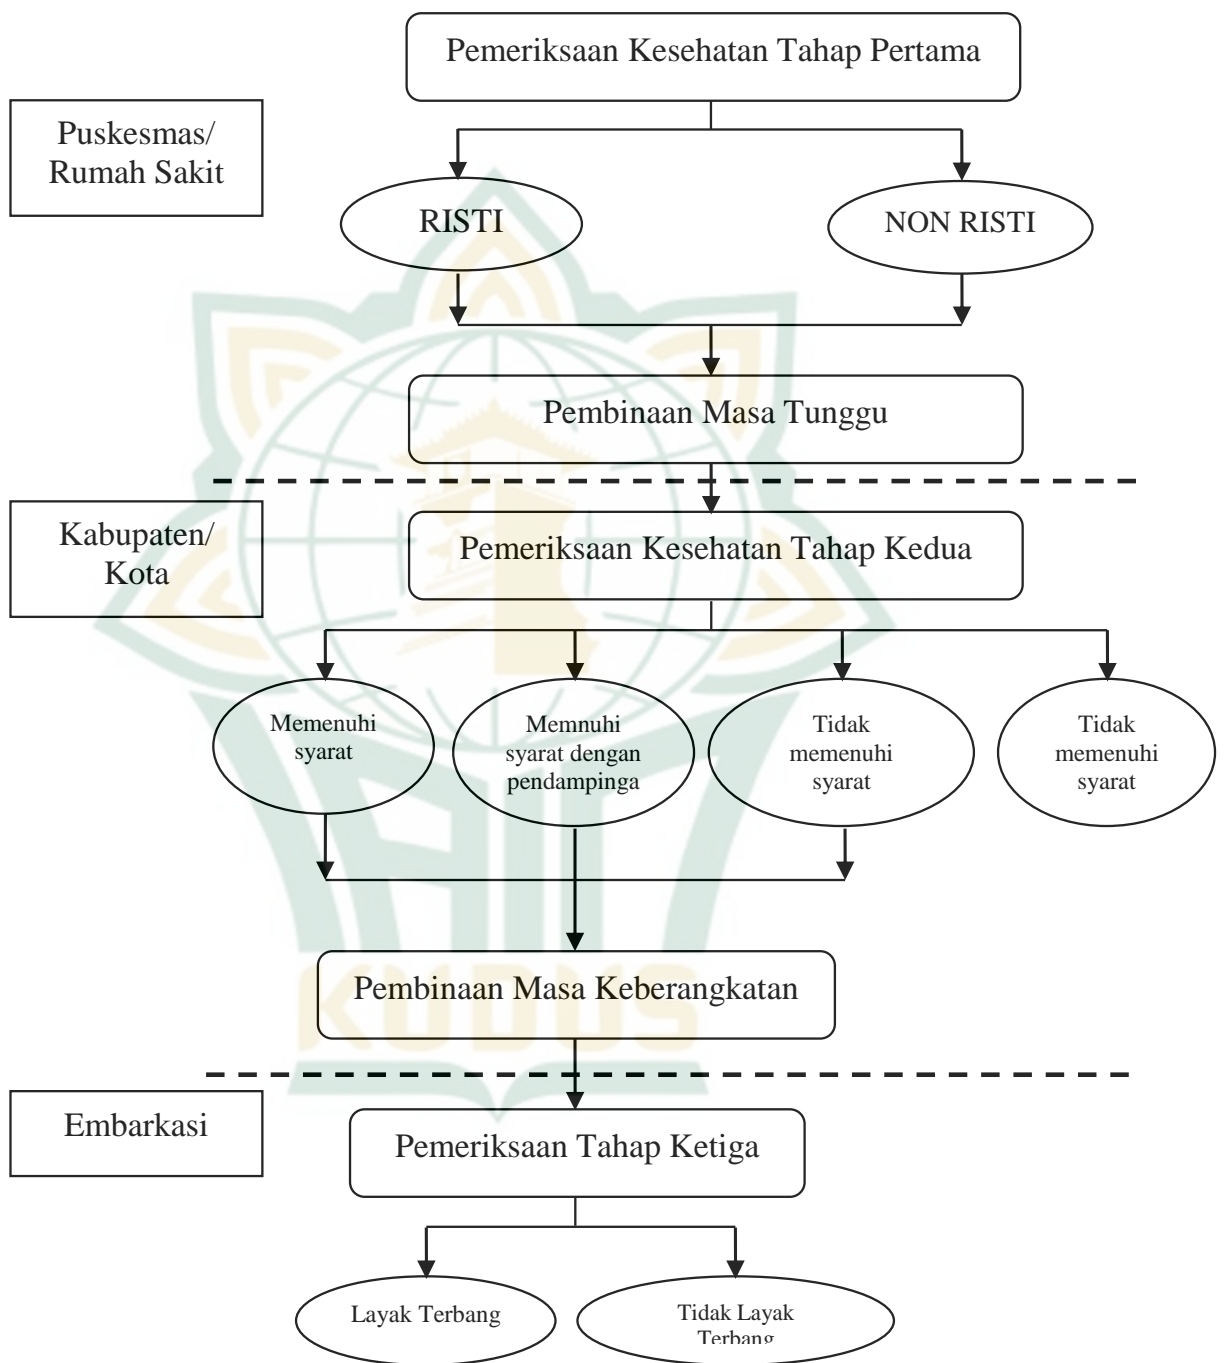 Pemeriksaan Kesehatan Tahap Pertama
Puskesmas/
Rumah Sakit
RISTI
NON RISTI
Pembinaan Masa Tunggu
Kabupaten/
Kota
Pemeriksaan Kesehatan Tahap Kedua
Memenuhi
syarat
Memnuhi
syarat dengan
pendampinga
Tidak
memenuhi
syarat
Tidak
memenuhi
syarat
Pembinaan Masa Keberangkatan
KUDUS
Embarkasi
Pemeriksaan Tahap Ketiga
Layak Terbang
Tidak Layak
Terbang